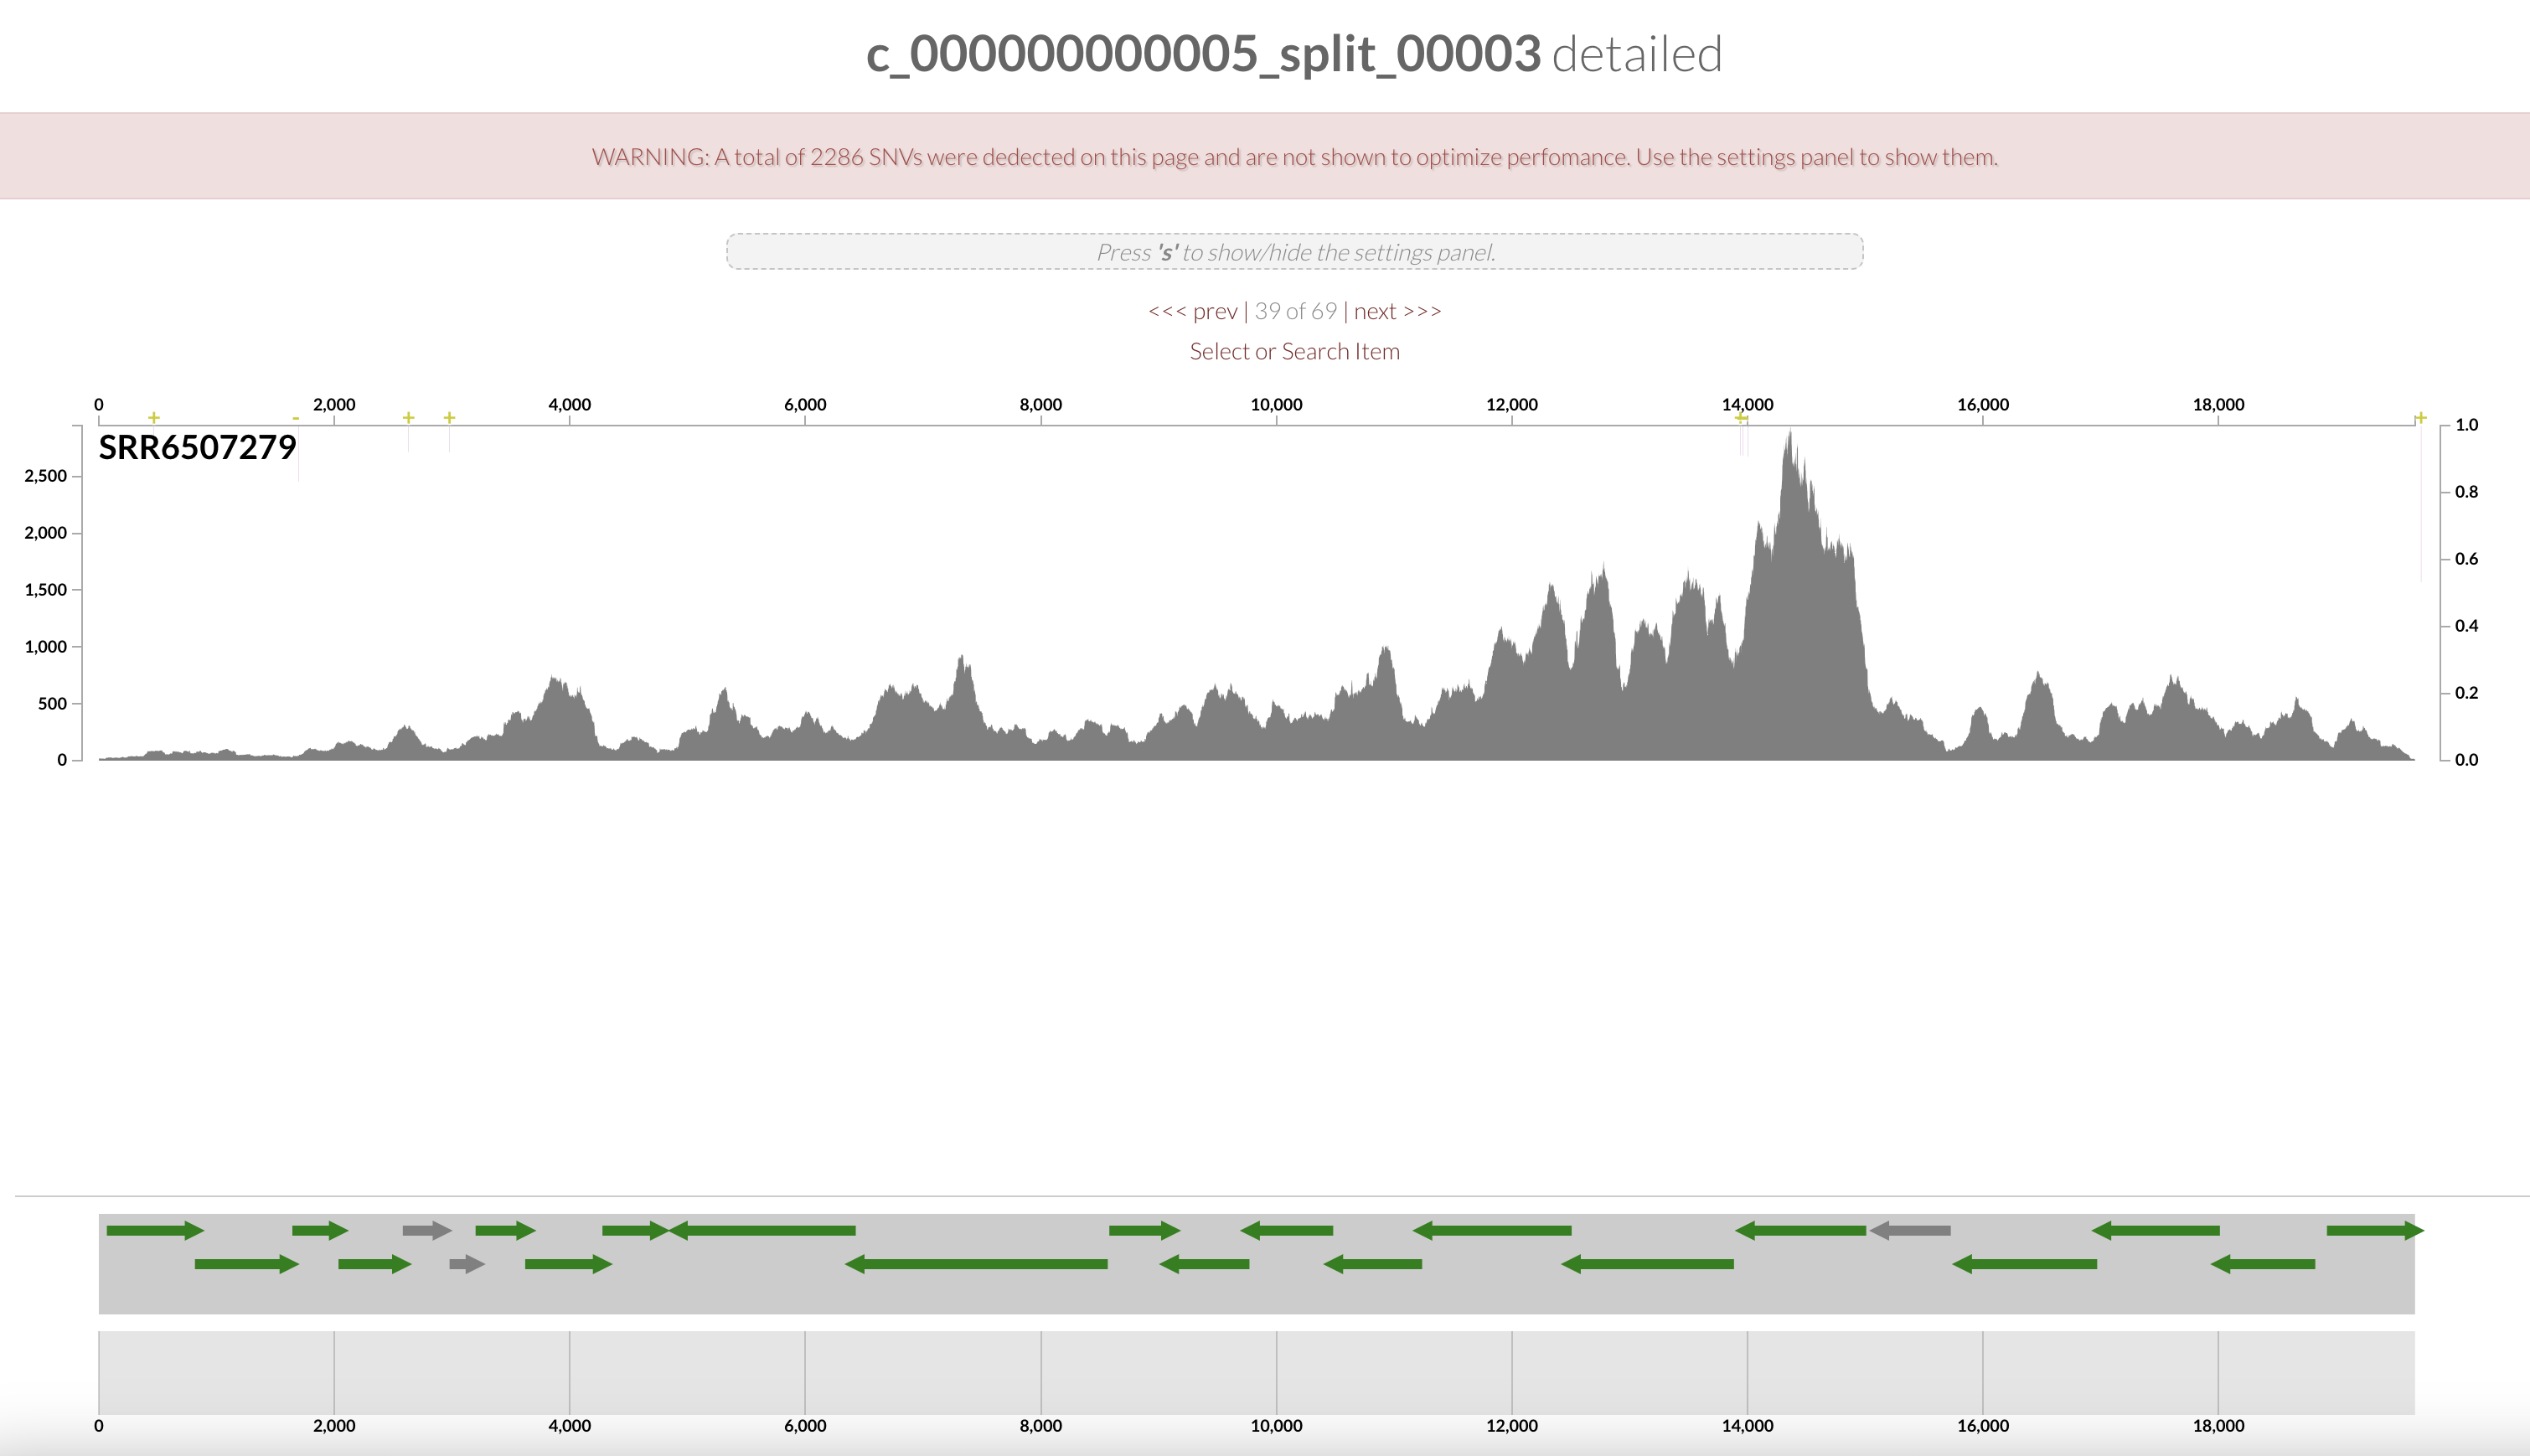 c_000000000005_split_00003 detailed
WARNING: A total of 2286 SNVs were dedected on this page and are not shown to optimize perfomance. Use the settings panel to show them.
Press 's' to show/hide the settings panel.
<<< prev | 39 of 69 | next >>>
Select or Search Item
0 2,000 4,000 6,000 8,000 10,000 12,000 14,000 16,000 18,000
+ - + + + +
SRR6507279
2,500
2,000
1,500
1,000
500
0
1.0
0.8
0.6
0.4
0.2
0.0
0 2,000 4,000 6,000 8,000 10,000 12,000 14,000 16,000 18,000